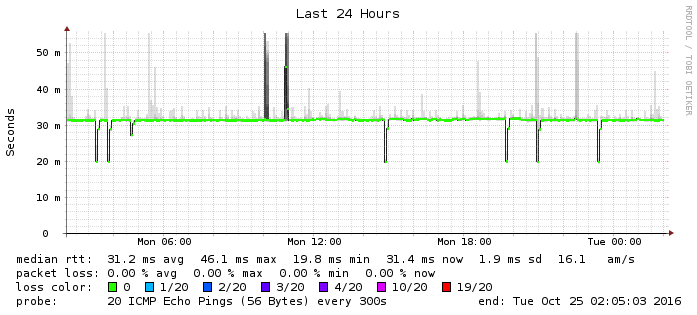 Last 24 Hours
RRDTOOL / TOBI OETIKER
Seconds
50 m
40 m
30 m
20 m
10 m
0
Mon 06:00 Mon 12:00 Mon 18:00 Tue 00:00
median rtt: 31.2 ms avg 46.1 ms max 19.8 ms min 31.4 ms now 1.9 ms sd 16.1 am/s
packet loss: 0.00 % avg 0.00 % max 0.00 % min 0.00 % now
loss color: 0 1/20 2/20 3/20 4/20 10/20 19/20
probe: 20 ICMP Echo Pings (56 Bytes) every 300s end: Tue Oct 25 02:05:03 2016